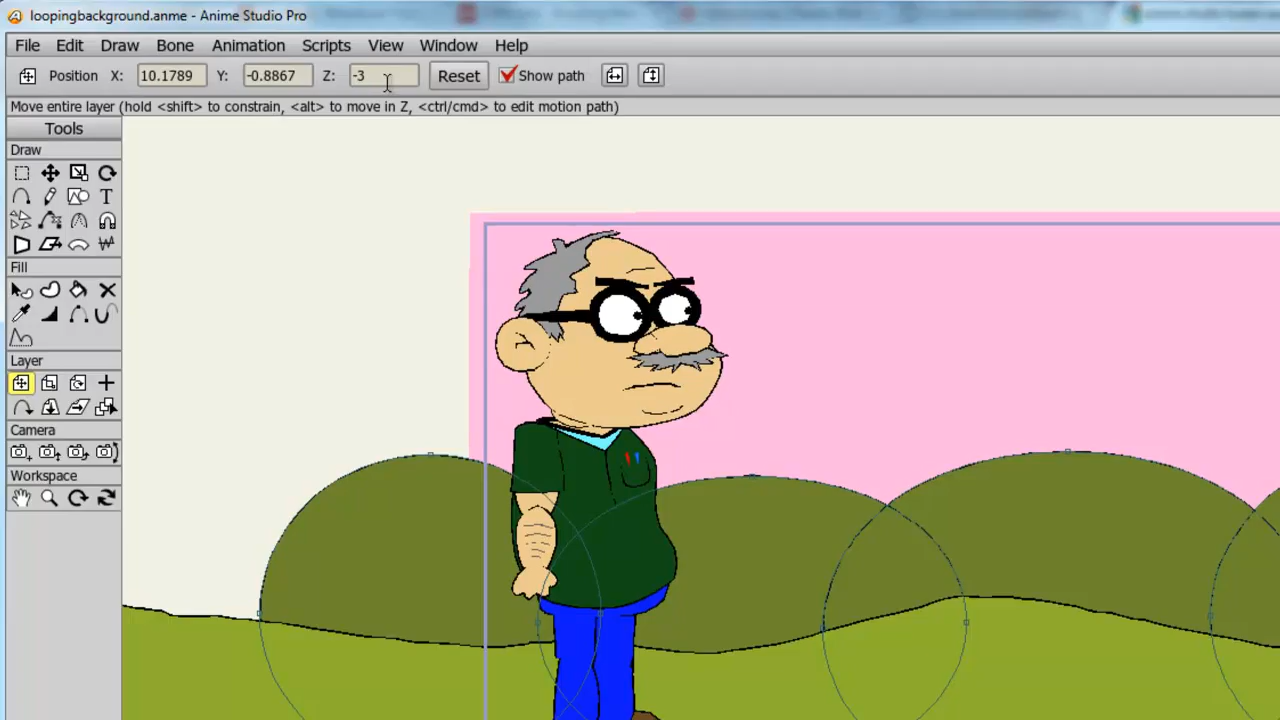 loopingbackground.anme - Anime Studio Pro
File Edit Draw Bone Animation Scripts View Window Help
Position X: 10.1789 Y: -0.8867 Z: -3 Reset Show path
Move entire layer (hold <shift> to constrain, <alt> to move in Z, <ctrl/cmd> to edit motion path)
Tools
Draw
T
Fill
Layer
Camera
Workspace